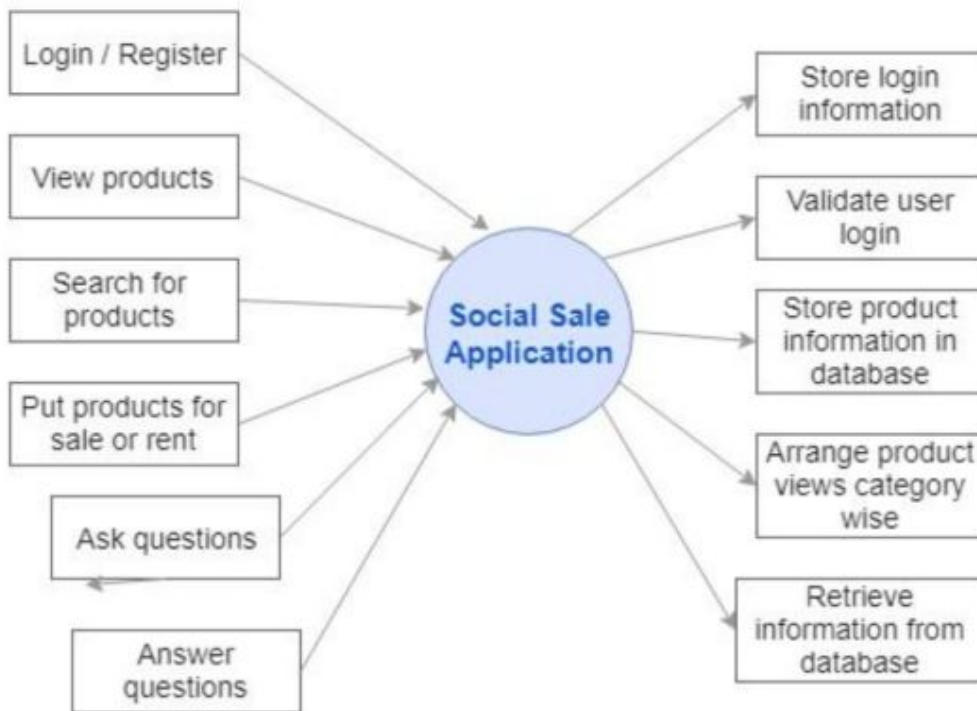 Login / Register
View products
Search for
products
Put products for
sale or rent
Ask questions
Answer
questions
Social Sale
Application
Store login
information
Validate user
login
Store product
information in
database
Arrange product
views category
wise
Retrieve
information from
database